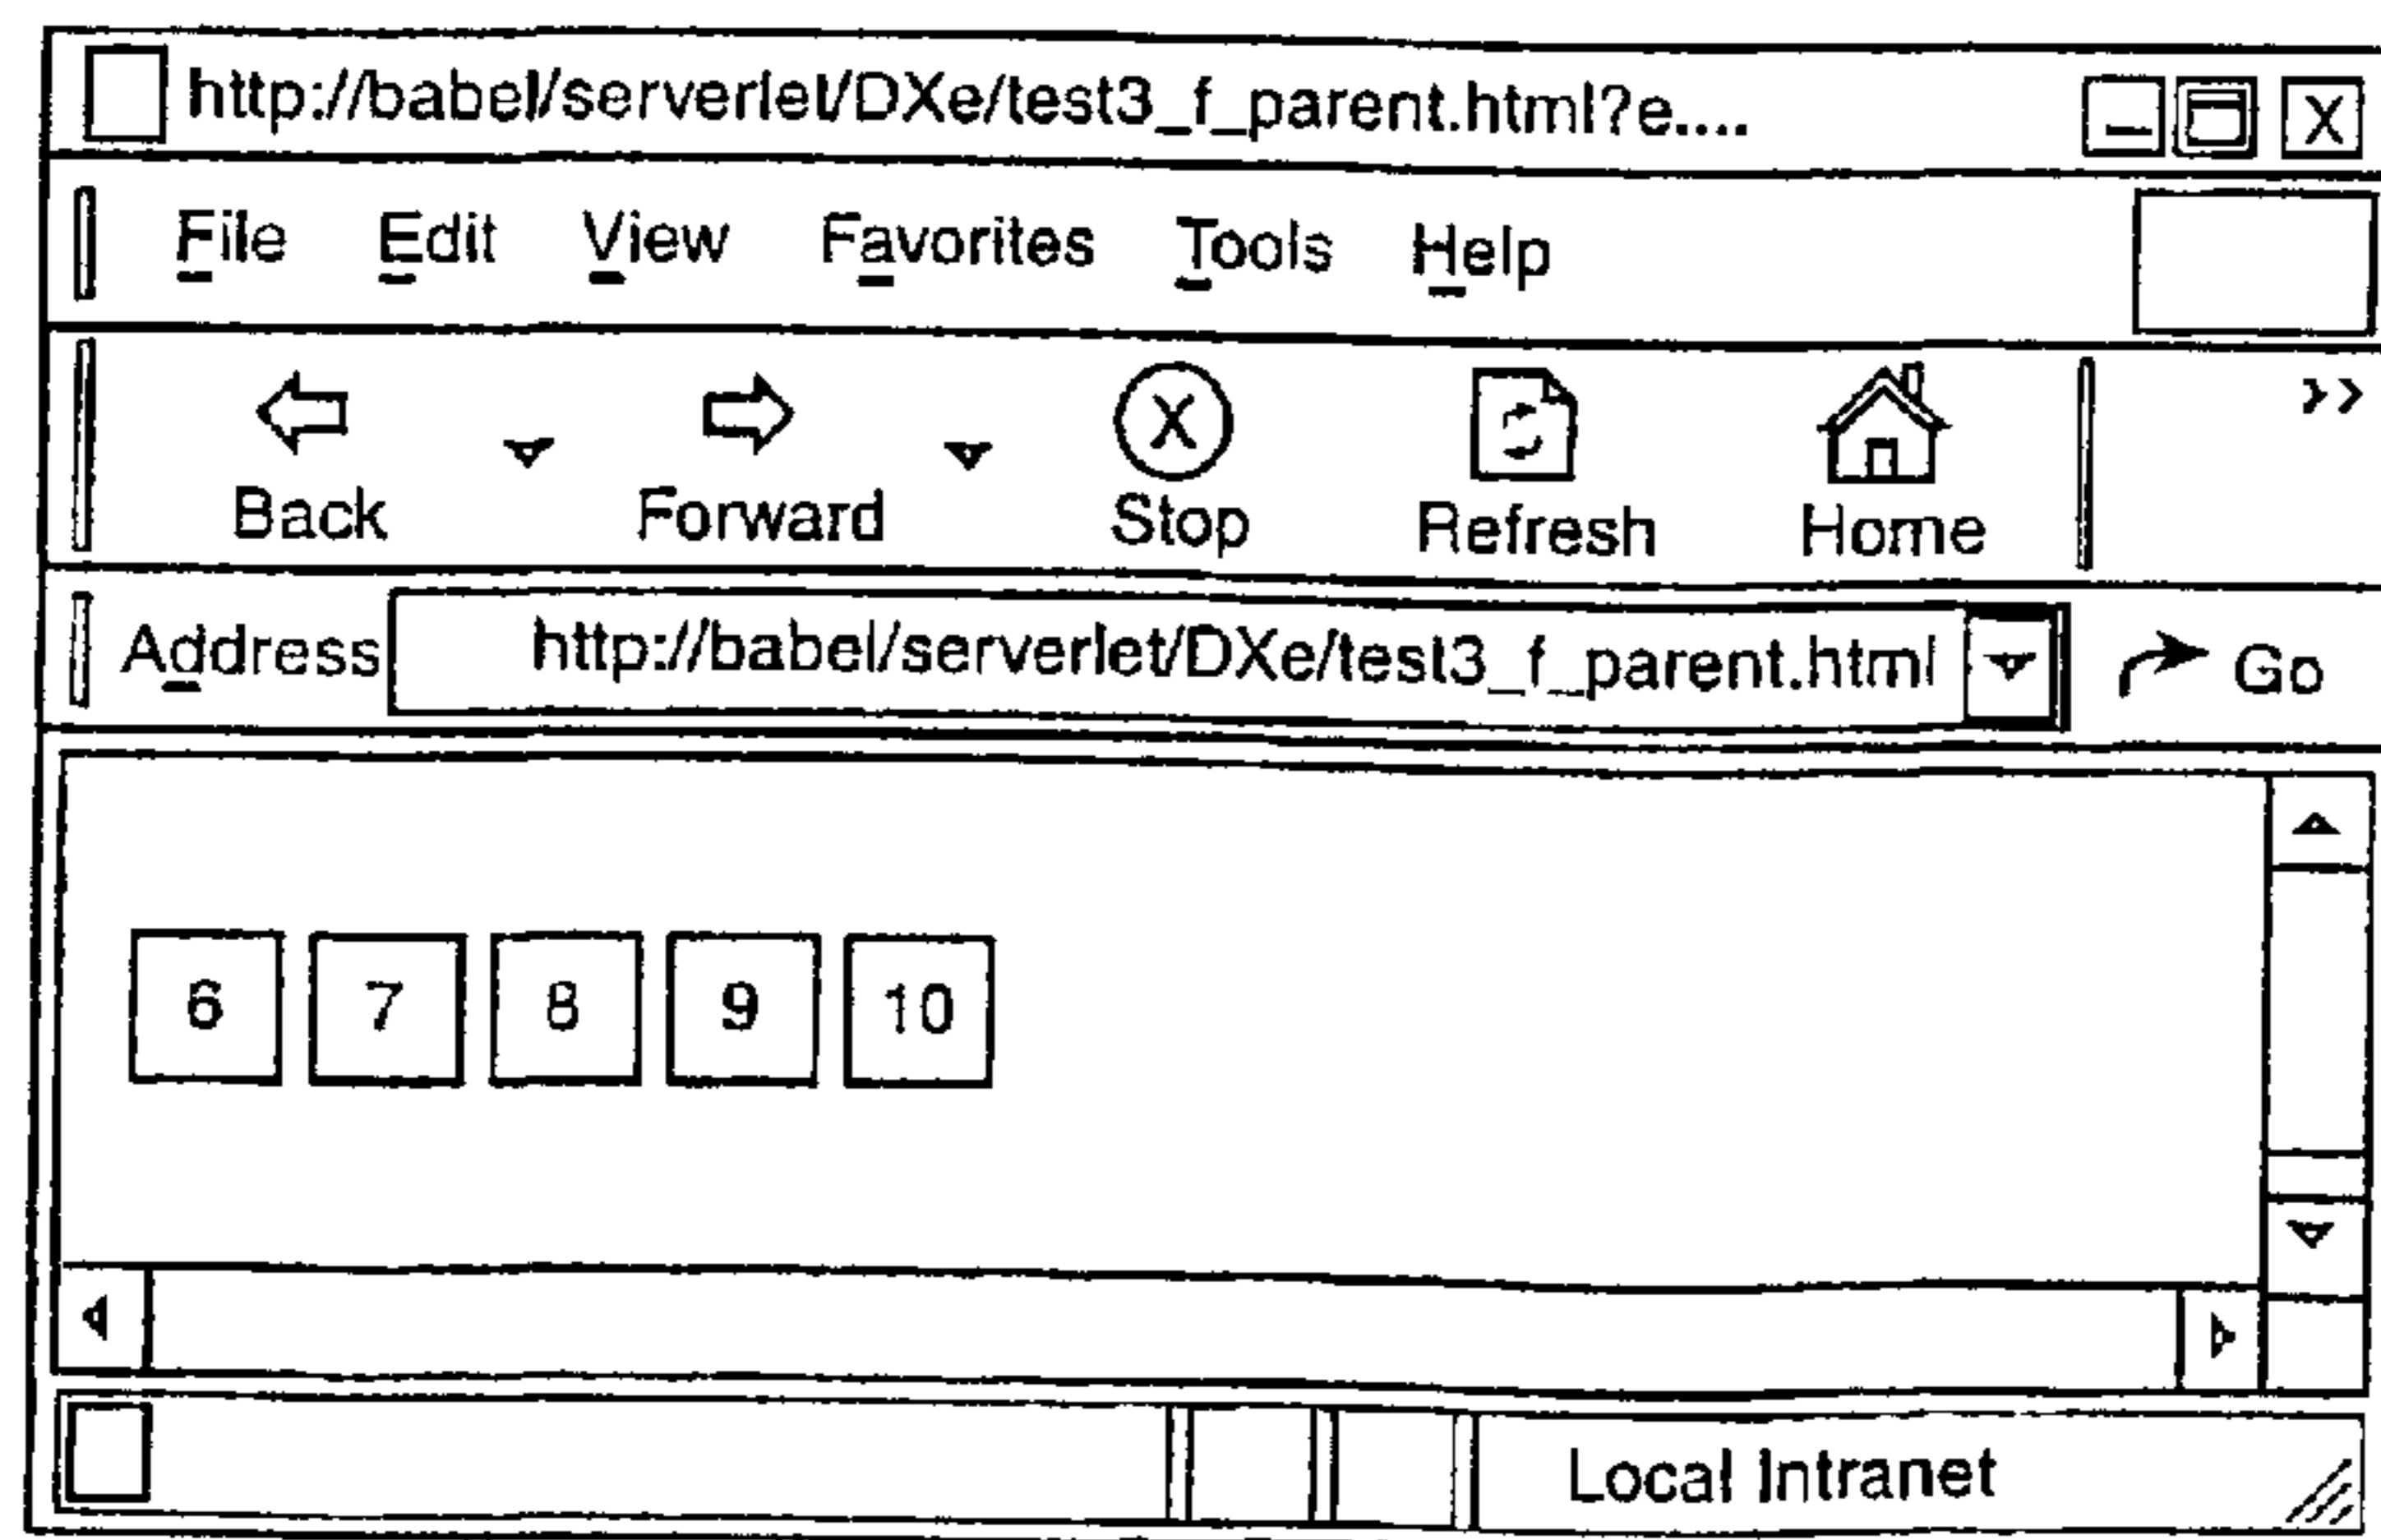 http://babel/serverlet/DXe/test3_f_parent.html?e.... X
File Edit View Favorites Tools Help
>>
X
Back Forward Stop Refresh Home
Address http://babel/serverlet/DXe/test3_f_parent.html Go
6 7 8 9 10
Local Intranet